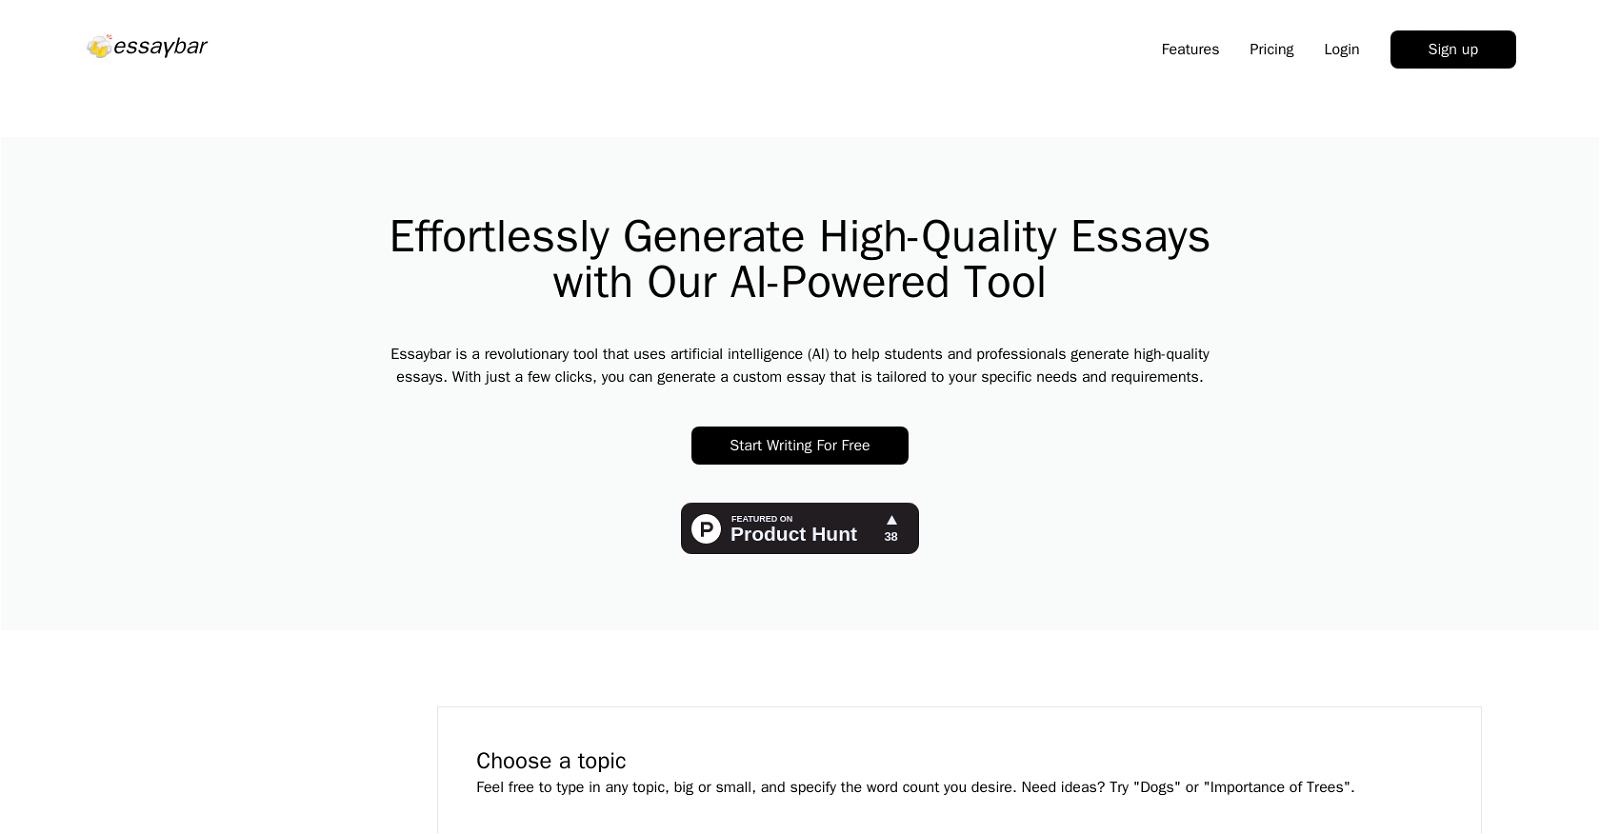 essaybar
Features
Pricing
Login
Sign up
Effortlessly Generate High-Quality Essays
with Our AI-Powered Tool
Essaybar is a revolutionary tool that uses artificial intelligence (AI) to help students and professionals generate high-quality
essays. With just a few clicks, you can generate a custom essay that is tailored to your specific needs and requirements.
Start Writing For Free
P
FEATURED ON
Product Hunt
38
Choose a topic
Feel free to type in any topic, big or small, and specify the word count you desire. Need ideas? Try "Dogs" or "Importance of Trees".